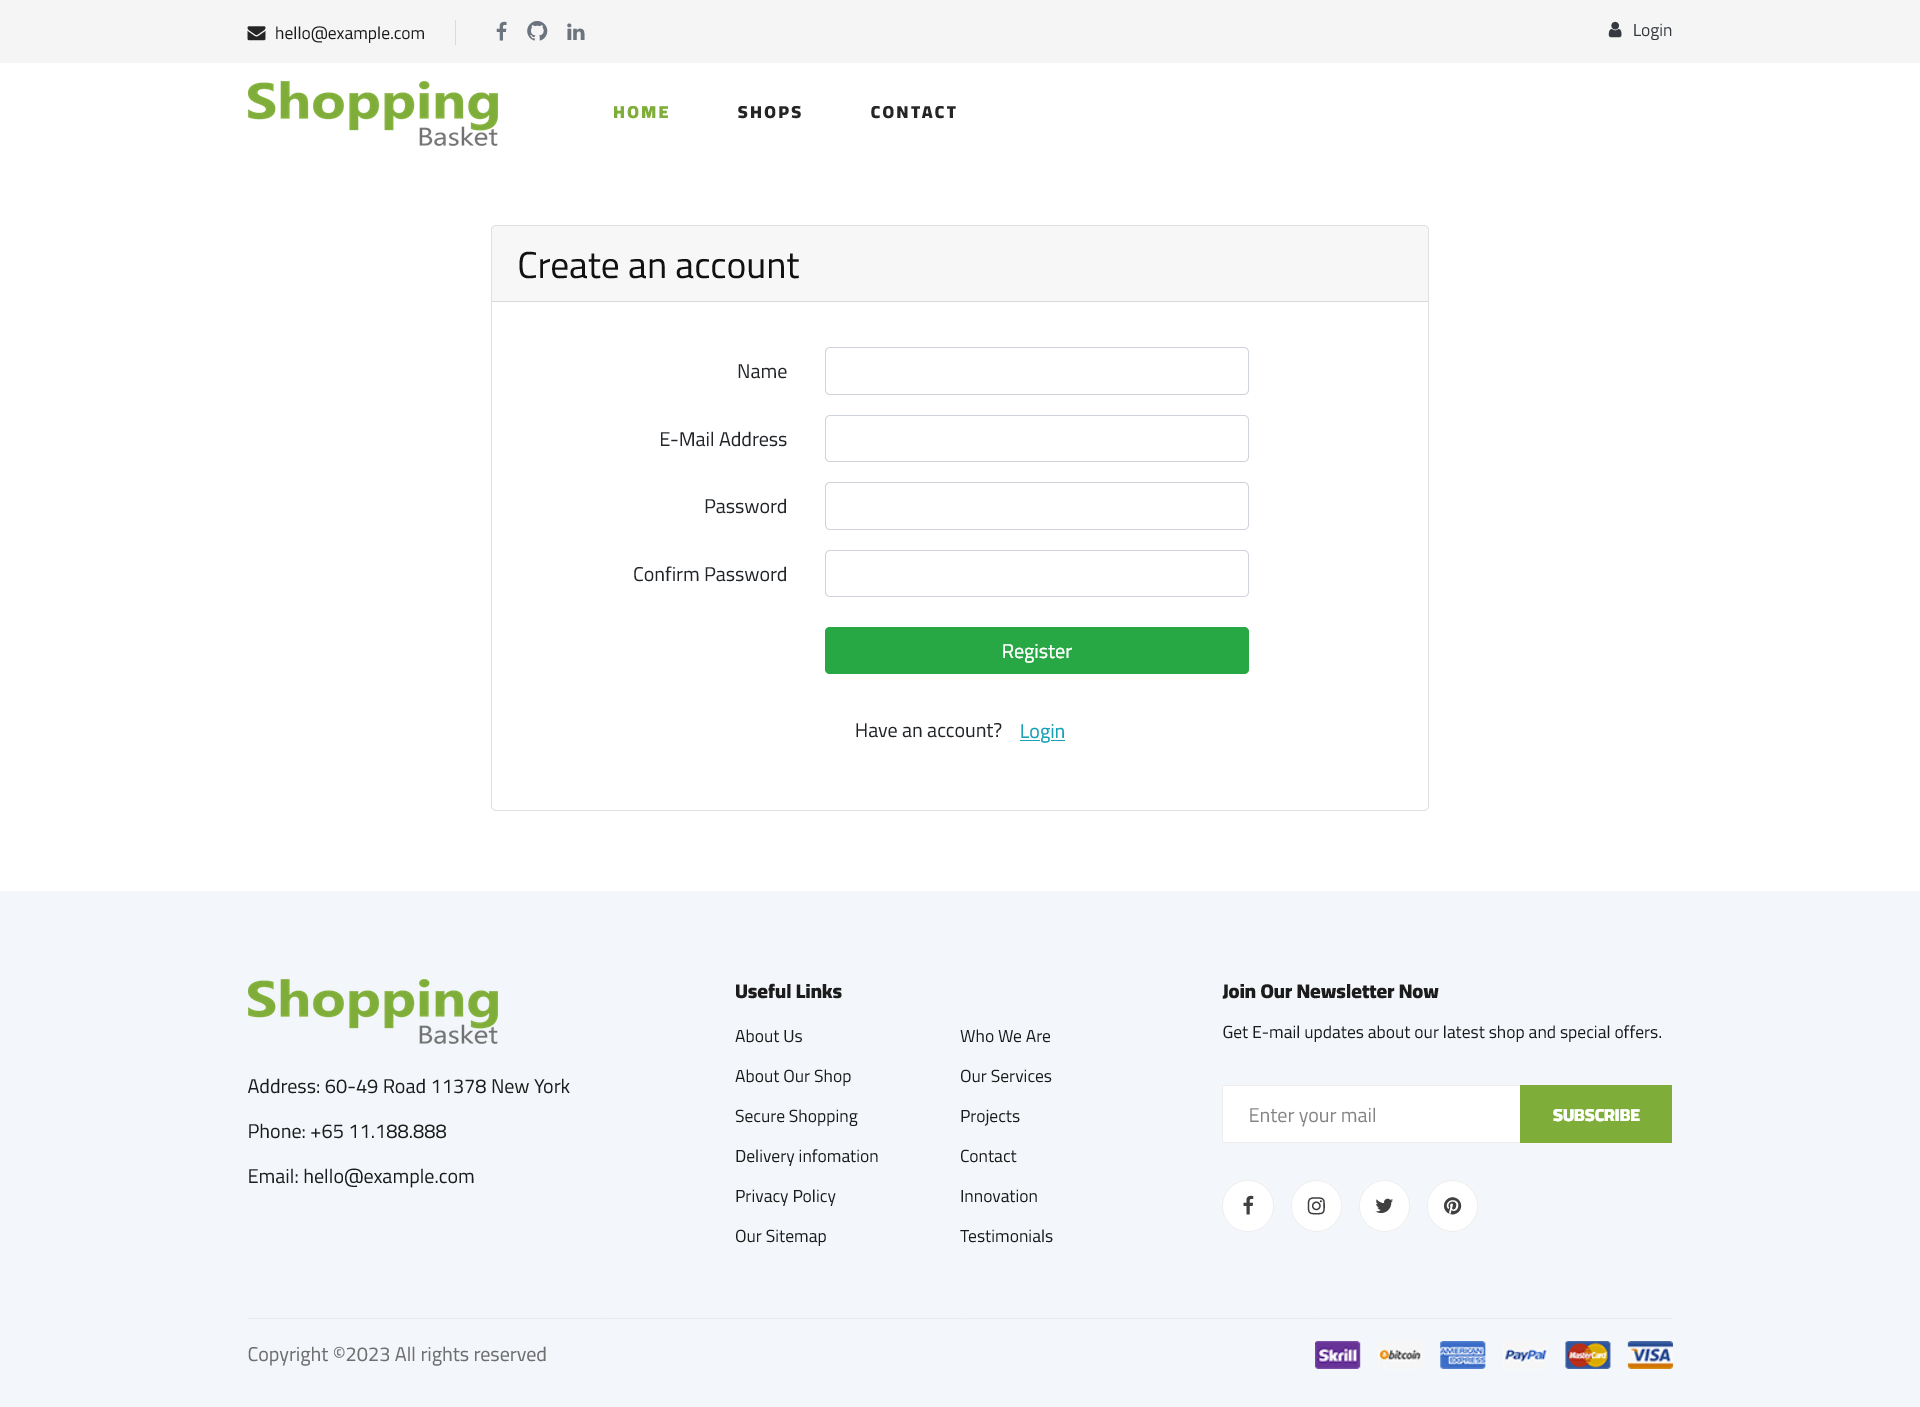 hello@example.com
Login
Shopping
Basket
HOME
SHOPS
CONTACT
Create an account
Name
E-Mail Address
Password
Confirm Password
Register
Have an account? Login
Shopping
Basket
Address: 60-49 Road 11378 New York
Phone: +65 11.188.888
Email: hello@example.com
Useful Links
About Us
About Our Shop
Secure Shopping
Delivery infomation
Privacy Policy
Our Sitemap
Who We Are
Our Services
Projects
Contact
Innovation
Testimonials
Join Our Newsletter Now
Get E-mail updates about our latest shop and special offers.
Enter your mail
SUBSCRIBE
Copyright ©2023 All rights reserved
Skrill
bitcoin
AMERICAN
EXPRESS
PayPal
MasterCard
VISA